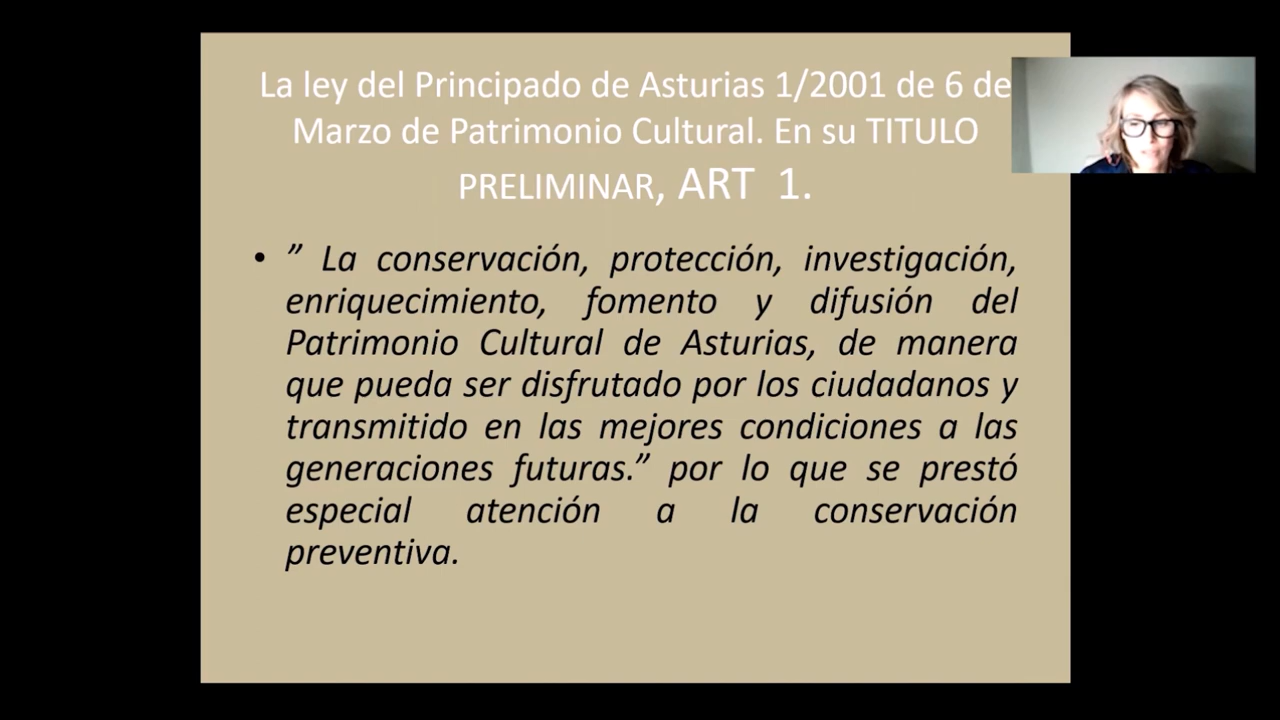 La ley del Principado de Asturias 1/2001 de 6 de
Marzo de Patrimonio Cultural. En su TITULO
PRELIMINAR, ART 1.
• ” La conservación, protección, investigación,
enriquecimiento, fomento y difusión del
Patrimonio Cultural de Asturias, de manera
que pueda ser disfrutado por los ciudadanos y
transmitido en las mejores condiciones a las
generaciones futuras.” por lo que se prestó
especial atención a la conservación
preventiva.